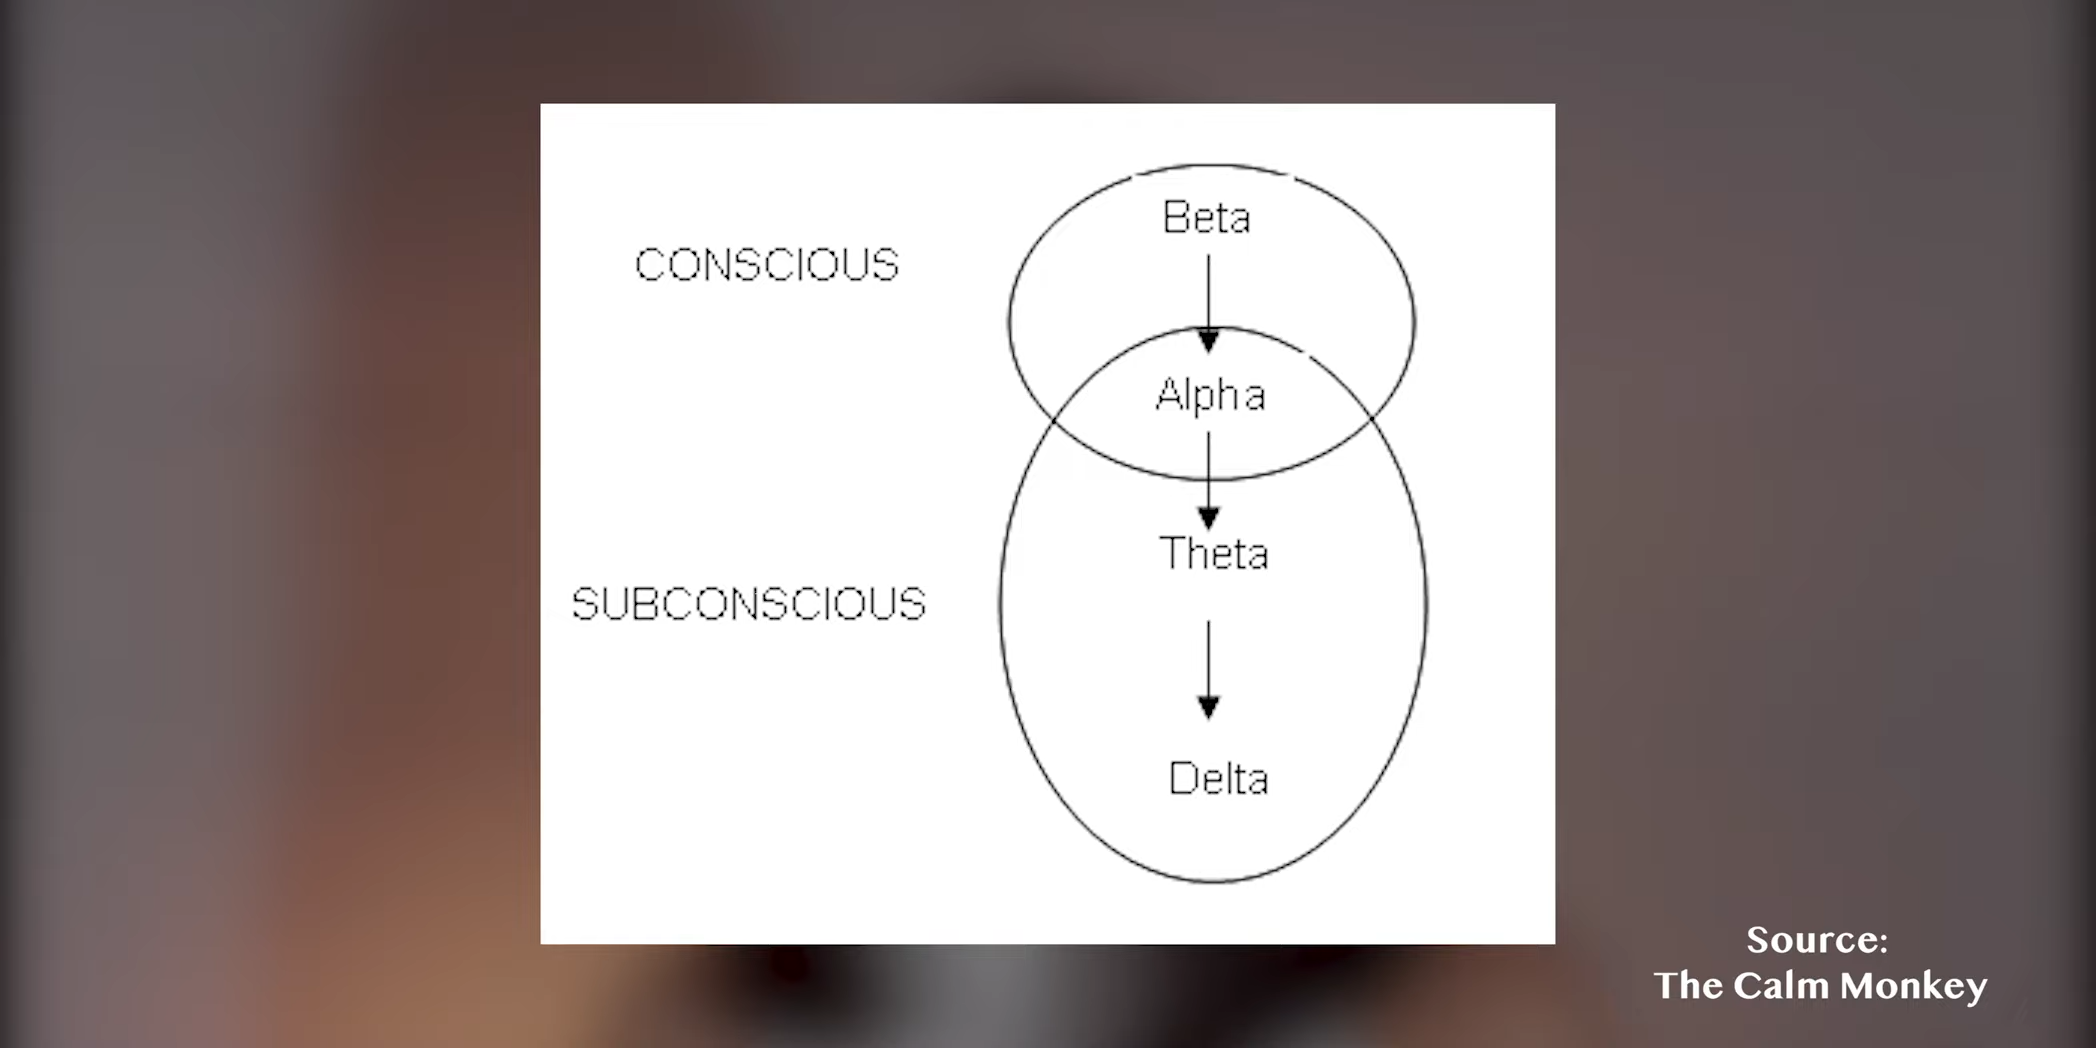 Beta
CONSCIOUS
Alpha
Theta
SUBCONSCIOUS
Delta
Source:
The Calm Monkey